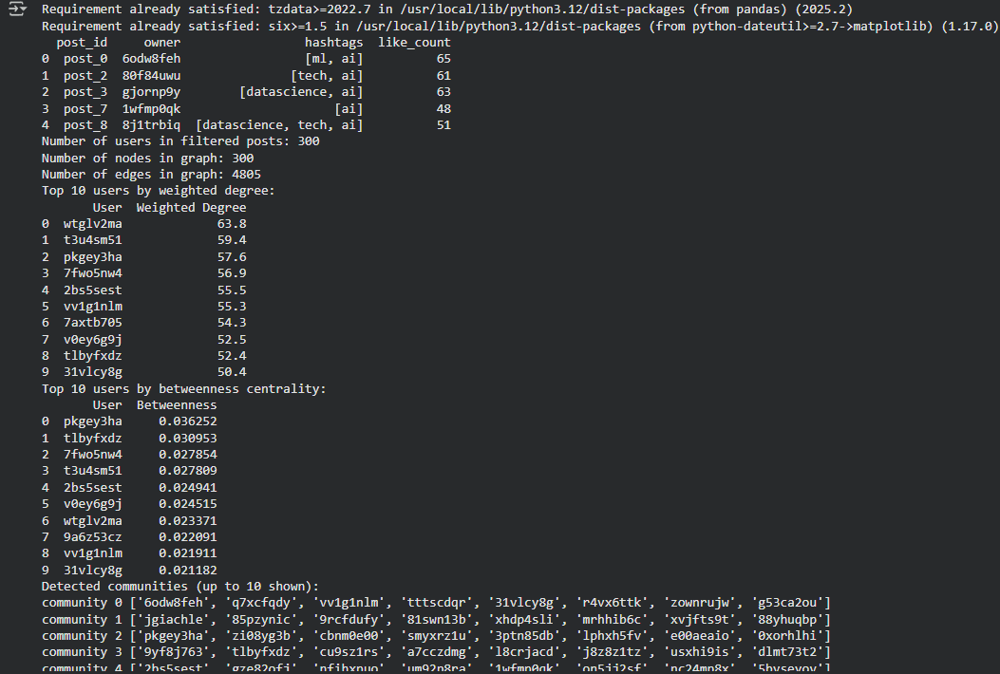 Requirement already satisfied: tzdata>=2022.7 in /usr/local/lib/python3.12/dist-packages (from pandas) (2025.2)
Requirement already satisfied: six>=1.5 in /usr/local/lib/python3.12/dist-packages (from python-dateutil>=2.7->matplotlib) (1.17.0)
post_id owner hashtags like_count
0 post_0 6odw8feh [ml, ai] 65
1 post_2 80f84uwu [tech, ai] 61
2 post_3 gjornp9y [datascience, ai] 63
3 post_7 1wfmp0qk [ai] 48
4 post_8 8j1trbiq [datascience, tech, ai] 51
Number of users in filtered posts: 300
Number of nodes in graph: 300
Number of edges in graph: 4805
Top 10 users by weighted degree:
User Weighted Degree
0 wtglv2ma 63.8
1 t3u4sm51 59.4
2 pkgey3ha 57.6
3 7fwo5nw4 56.9
4 2bs5sest 55.5
5 vv1g1nlm 55.3
6 7axtb705 54.3
7 v0ey6g9j 52.5
8 tlbyfxdz 52.4
9 31vlcy8g 50.4
Top 10 users by betweenness centrality:
User Betweenness
0 pkgey3ha 0.036252
1 tlbyfxdz 0.030953
2 7fwo5nw4 0.027854
3 t3u4sm51 0.027809
4 2bs5sest 0.024941
5 v0ey6g9j 0.024515
6 wtglv2ma 0.023371
7 9a6z53cz 0.022091
8 vv1g1nlm 0.021911
9 31vlcy8g 0.021182
Detected communities (up to 10 shown):
community 0 ['6odw8feh', 'q7xcfqdy', 'vv1g1nlm', 'tttscdqr', '31vlcy8g', 'r4vx6ttk', 'zownrujw', 'g53ca2ou']
community 1 ['jgiachle', '85pzynic', '9rcfdufy', '81swn13b', 'xhdp4sli', 'mrhhib6c', 'xvjfts9t', '88yhuqbp']
community 2 ['pkgey3ha', 'zi08yg3b', 'cbnm0e00', 'smyxrz1u', '3ptn85db', 'lphxh5fv', 'e00aeaio', '0xorhlhi']
community 3 ['9yf8j763', 'tlbyfxdz', 'cu9sz1rs', 'a7cczdmg', 'l8crjacd', 'j8z8z1tz', 'usxhi9is', 'dlmt73t2']
community 4 ['2bs5sest', '1wfmp0qk',